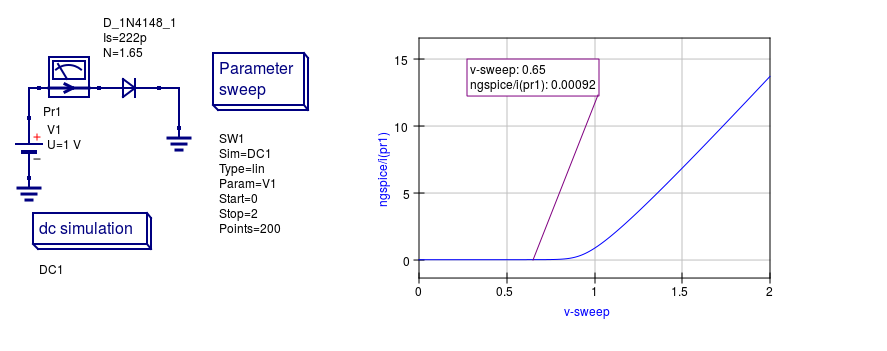 D_1N4148_1
Is=222p
N=1.65
Pr1
V1
U=1 V
+
−
dc simulation
DC1
Parameter
sweep
SW1
Sim=DC1
Type=lin
Param=V1
Start=0
Stop=2
Points=200
ngspice/i(pr1)
15
10
5
0
v-sweep: 0.65
ngspice/i(pr1): 0.00092
0 0.5 1 1.5 2
v-sweep